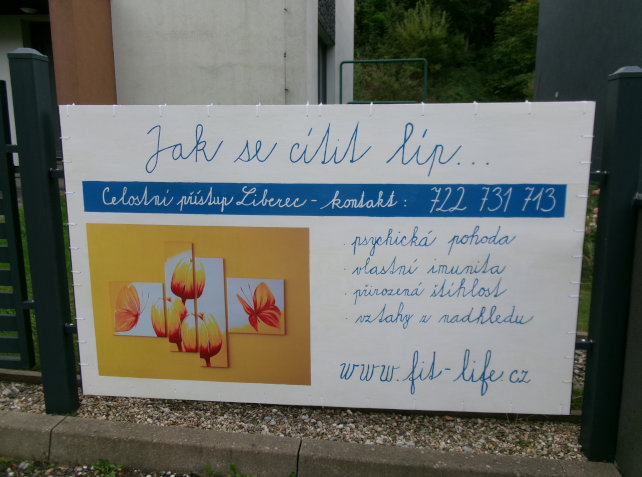 Jak se cítit líp...
Celostní přístup Liberec - kontakt: 722 731 713
· psychická pohoda
· vlastní imunita
· přirozená štíhlost
· vztahy z nadhledu
www.fit-life.cz